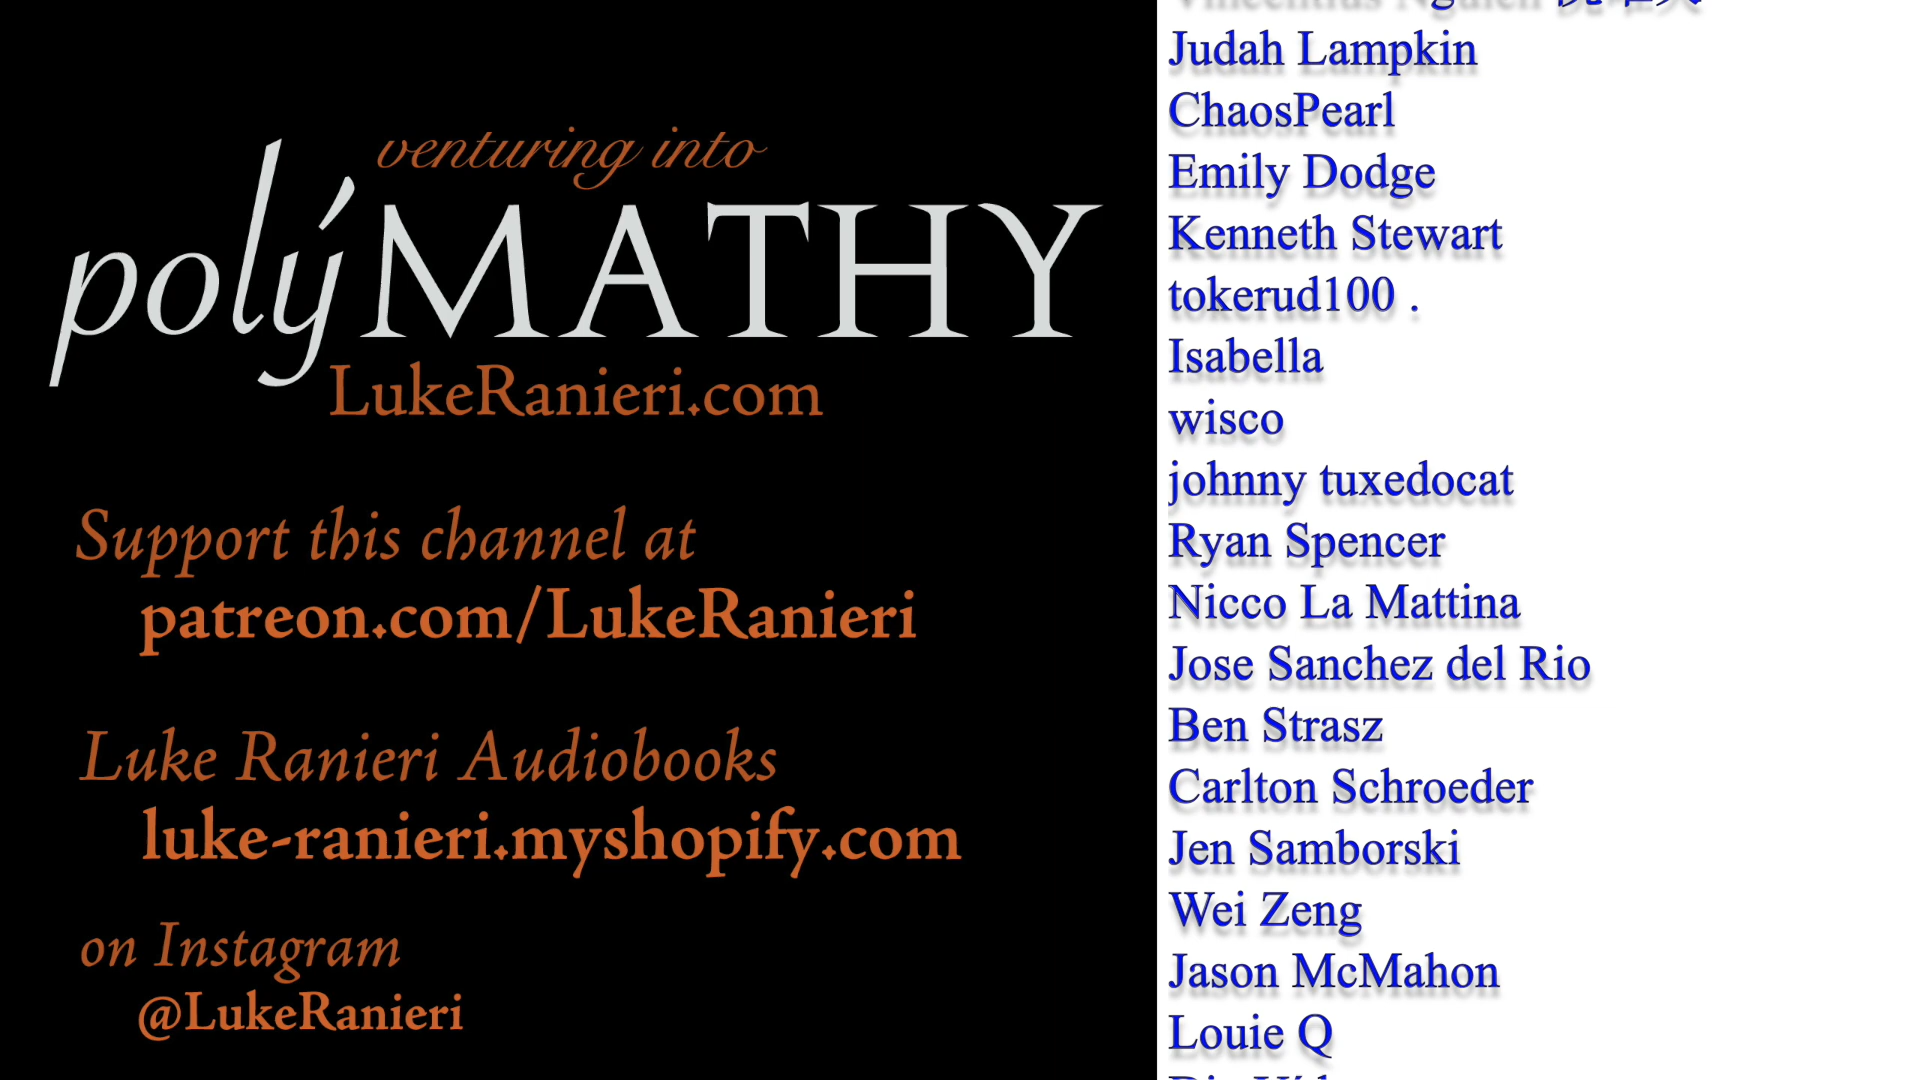 venturing into
polýMATHY
LukeRanieri.com
Support this channel at
patreon.com/LukeRanieri
Luke Ranieri Audiobooks
luke-ranieri.myshopify.com
on Instagram
@LukeRanieri
Judah Lampkin
ChaosPearl
Emily Dodge
Kenneth Stewart
tokerud100 .
Isabella
wisco
johnny tuxedocat
Ryan Spencer
Nicco La Mattina
Jose Sanchez del Rio
Ben Strasz
Carlton Schroeder
Jen Samborski
Wei Zeng
Jason McMahon
Louie Q